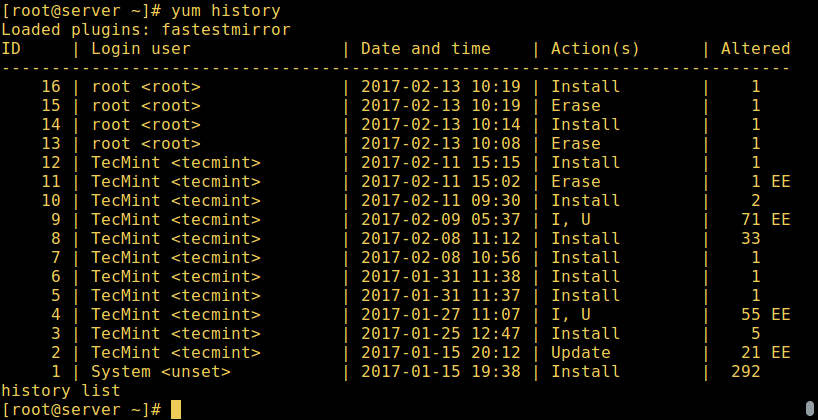 [root@server ~]# yum history
Loaded plugins: fastestmirror
ID     | Login user               | Date and time    | Action(s)      | Altered
-------------------------------------------------------------------------------
    16 | root <root>              | 2017-02-13 10:19 | Install        |    1
    15 | root <root>              | 2017-02-13 10:19 | Erase          |    1
    14 | root <root>              | 2017-02-13 10:14 | Install        |    1
    13 | root <root>              | 2017-02-13 10:08 | Erase          |    1
    12 | TecMint <tecmint>        | 2017-02-11 15:15 | Install        |    1
    11 | TecMint <tecmint>        | 2017-02-11 15:02 | Erase          |    1 EE
    10 | TecMint <tecmint>        | 2017-02-11 09:30 | Install        |    2
     9 | TecMint <tecmint>        | 2017-02-09 05:37 | I, U           |   71 EE
     8 | TecMint <tecmint>        | 2017-02-08 11:12 | Install        |   33
     7 | TecMint <tecmint>        | 2017-02-08 10:56 | Install        |    1
     6 | TecMint <tecmint>        | 2017-01-31 11:38 | Install        |    1
     5 | TecMint <tecmint>        | 2017-01-31 11:37 | Install        |    1
     4 | TecMint <tecmint>        | 2017-01-27 11:07 | I, U           |   55 EE
     3 | TecMint <tecmint>        | 2017-01-25 12:47 | Install        |    5
     2 | TecMint <tecmint>        | 2017-01-15 20:12 | Update         |   21 EE
     1 | System <unset>           | 2017-01-15 19:38 | Install        |  292
history list
[root@server ~]#